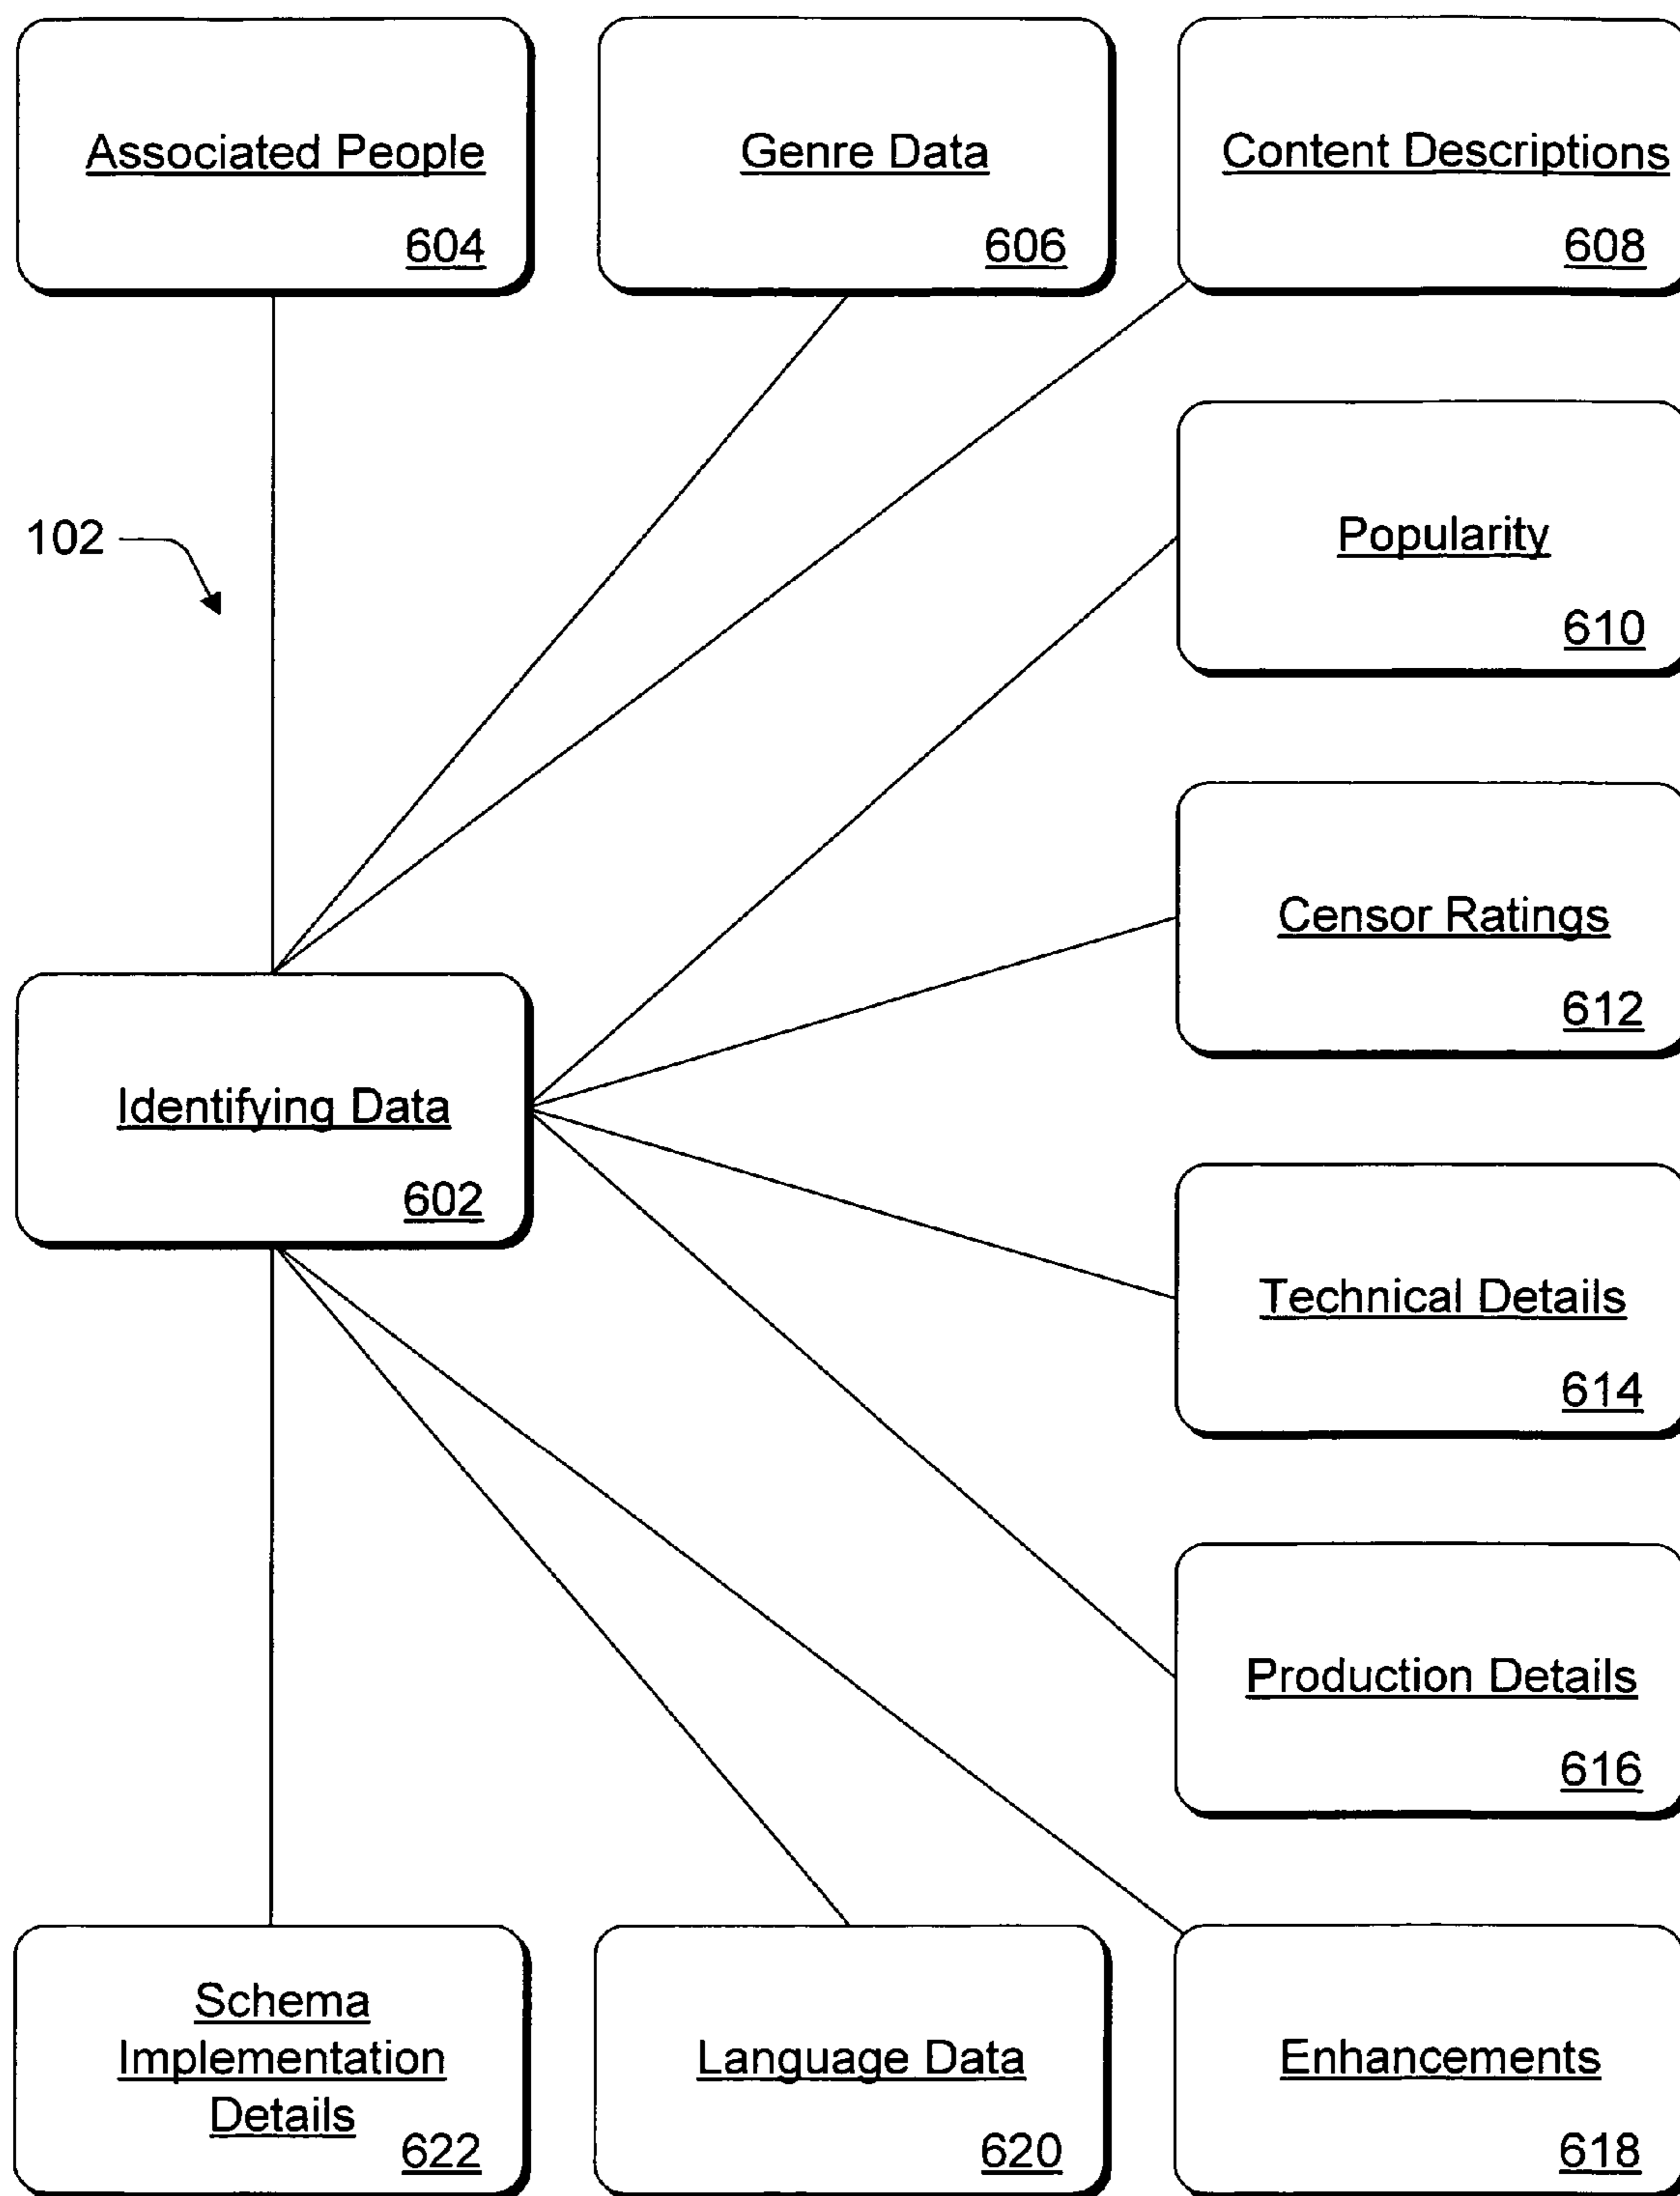 Associated People
604
Genre Data
606
Content Descriptions
608
102
Popularity
610
Censor Ratings
612
Identifying Data
602
Technical Details
614
Production Details
616
Schema
Implementation
Details
622
Language Data
620
Enhancements
618